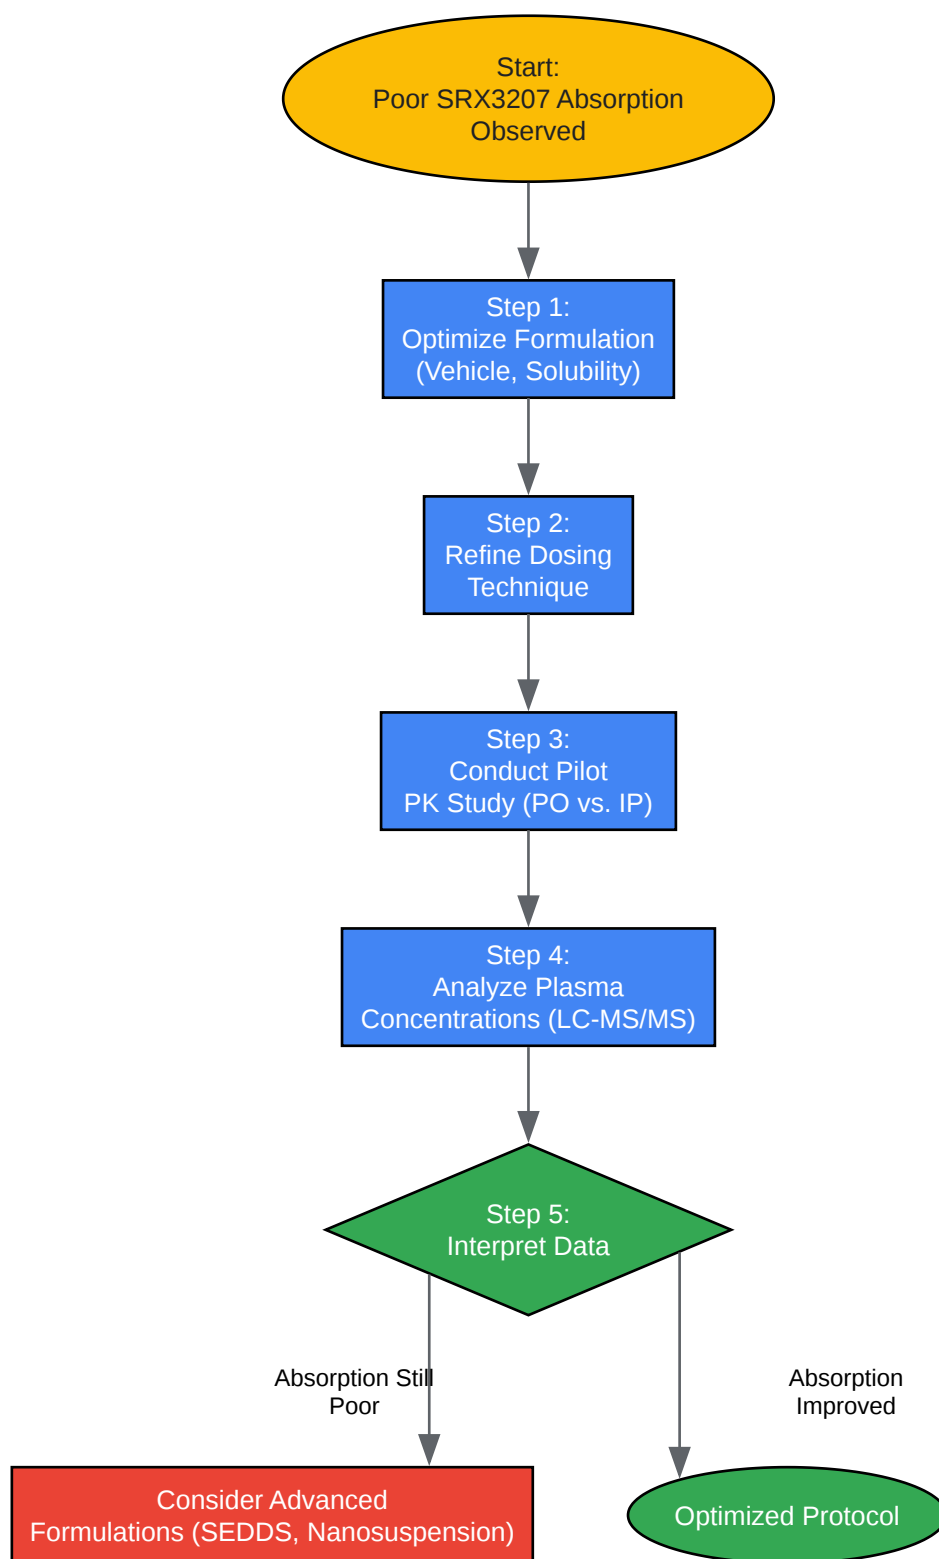 Start:
Poor SRX3207 Absorption
Observed
Step 1:
Optimize Formulation
(Vehicle, Solubility)
Step 2:
Refine Dosing
Technique
Step 3:
Conduct Pilot
PK Study (PO vs. IP)
Step 4:
Analyze Plasma
Concentrations (LC-MS/MS)
Step 5:
Interpret Data
Absorption Still
Poor
Absorption
Improved
Consider Advanced
Formulations (SEDDS, Nanosuspension)
Optimized Protocol